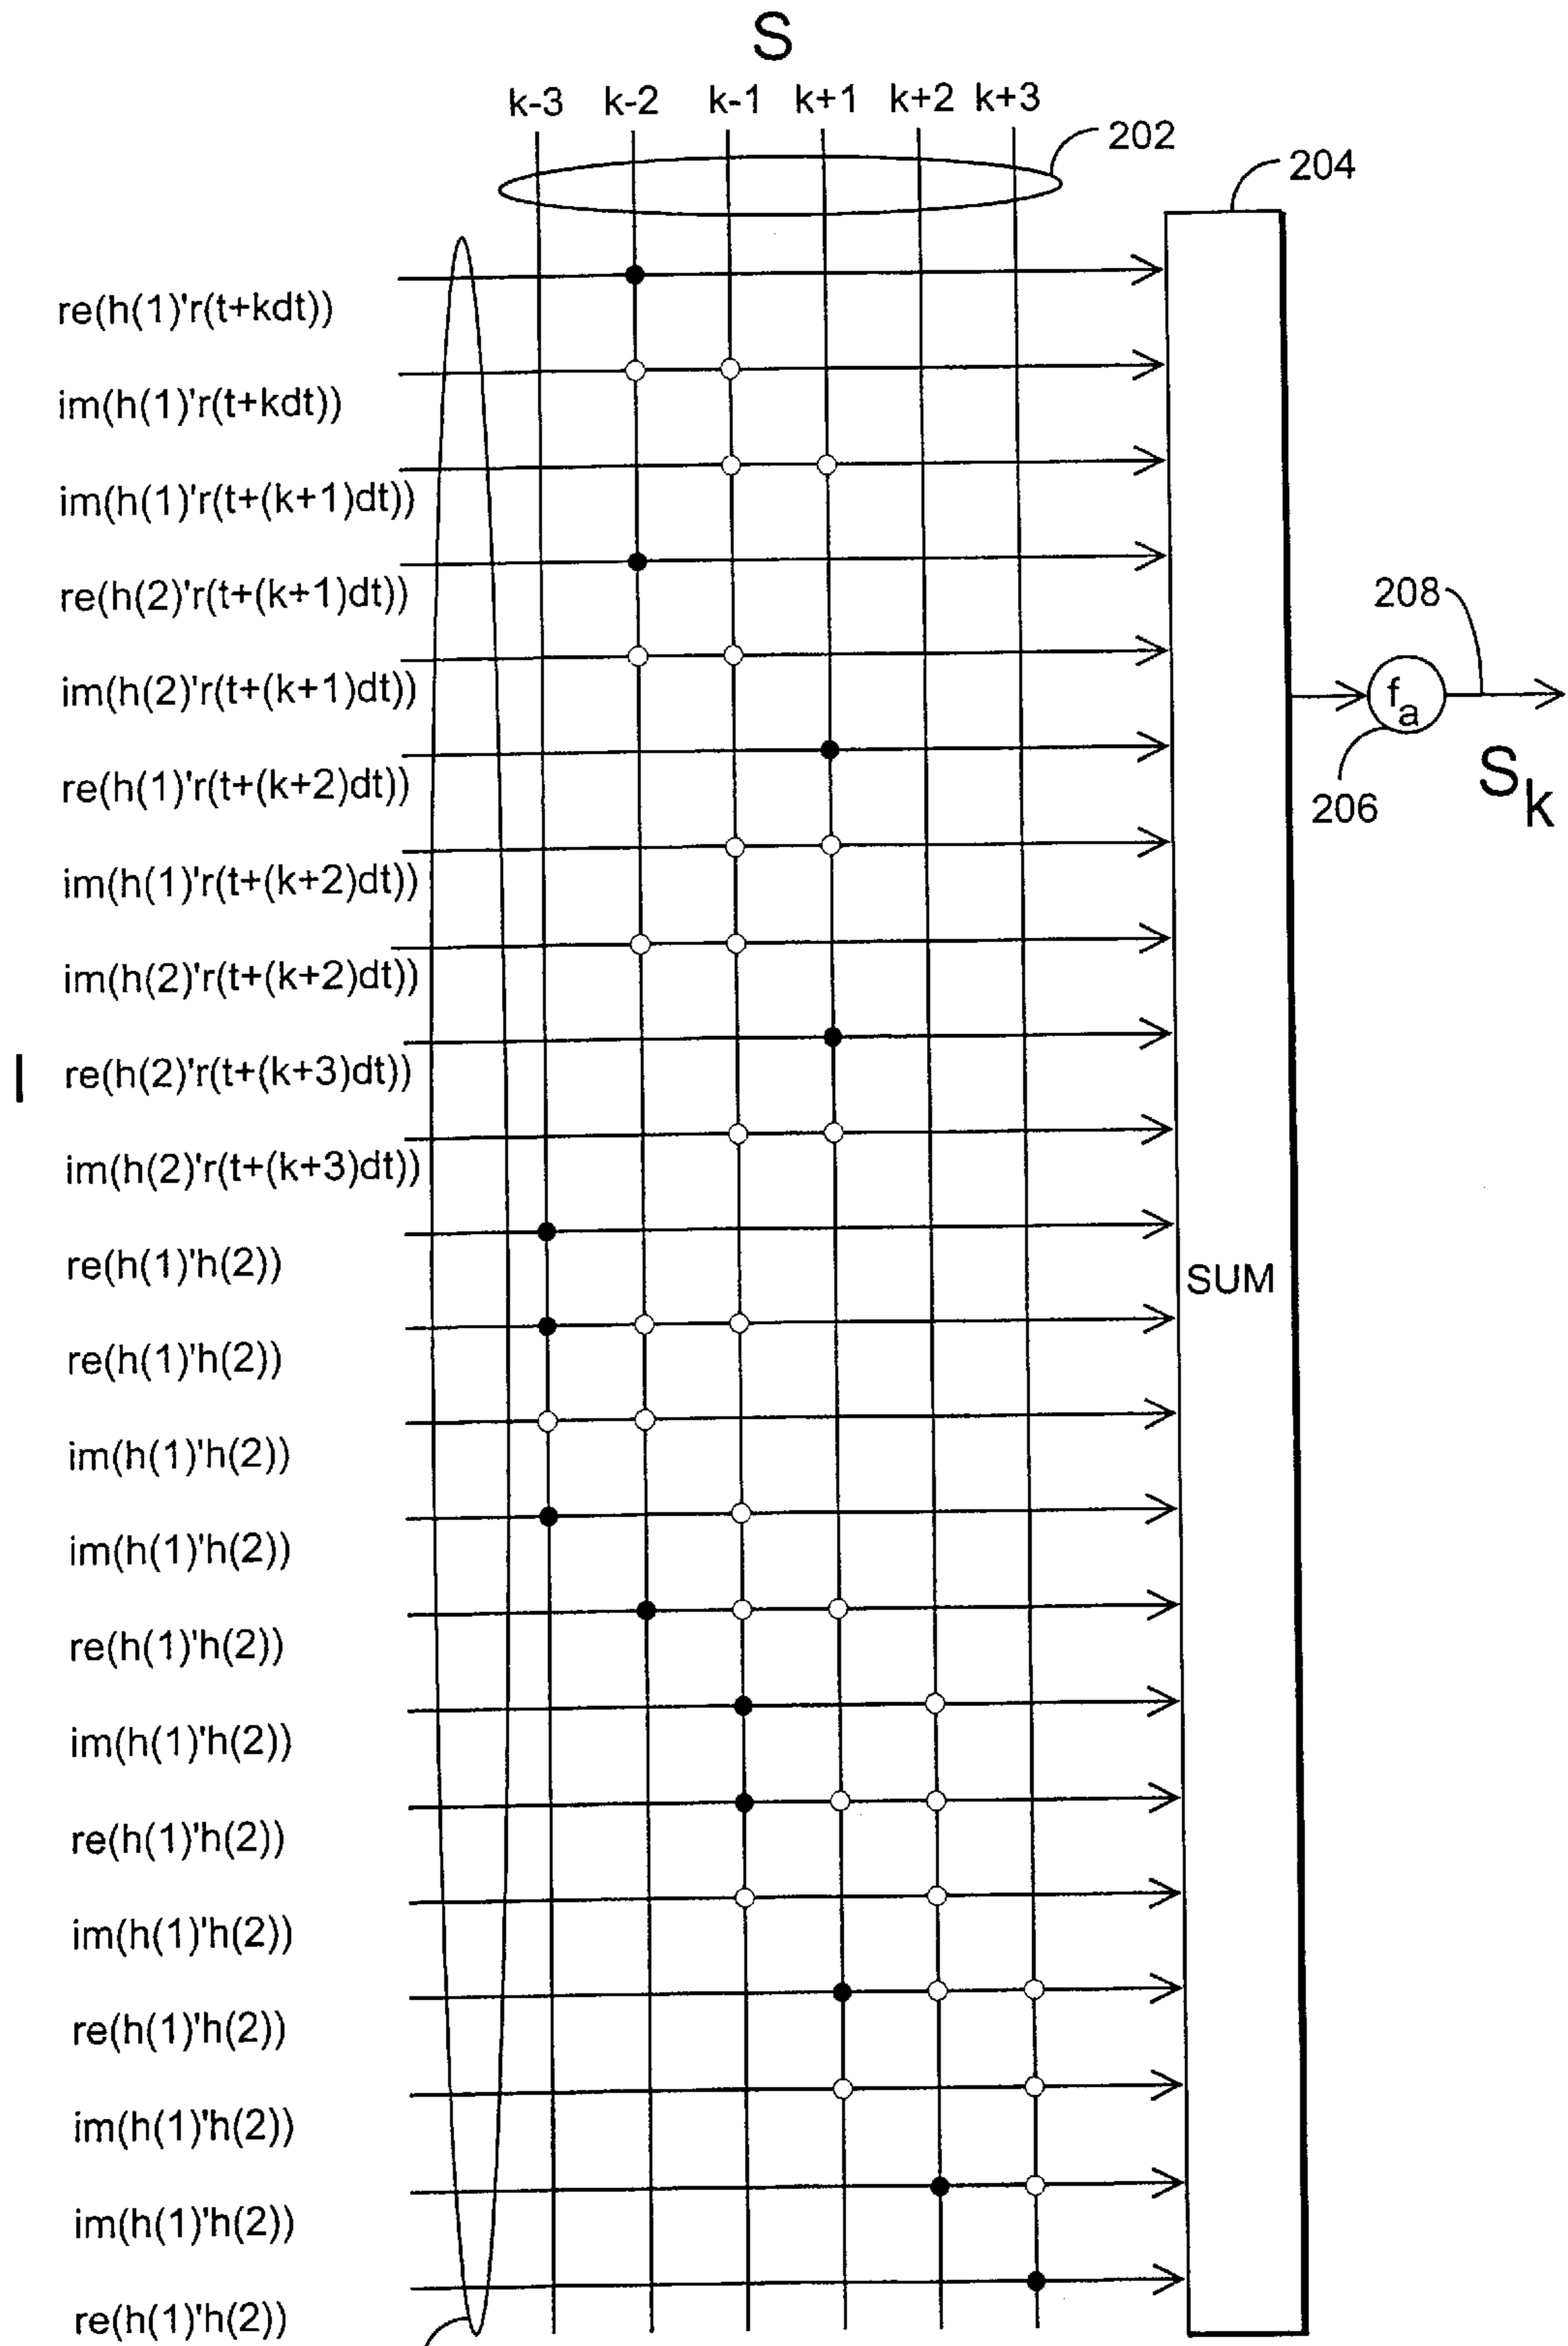 S
k-3 k-2 k-1 k+1 k+2 k+3
202
204
re(h(1)'r(t+kdt))
im(h(1)'r(t+kdt))
im(h(1)'r(t+(k+1)dt))
re(h(2)'r(t+(k+1)dt))
208
im(h(2)'r(t+(k+1)dt))
fa
re(h(1)'r(t+(k+2)dt))
206
Sk
im(h(1)'r(t+(k+2)dt))
im(h(2)'r(t+(k+2)dt))
I re(h(2)'r(t+(k+3)dt))
im(h(2)'r(t+(k+3)dt))
re(h(1)'h(2))
SUM
re(h(1)'h(2))
im(h(1)'h(2))
im(h(1)'h(2))
re(h(1)'h(2))
im(h(1)'h(2))
re(h(1)'h(2))
im(h(1)'h(2))
re(h(1)'h(2))
im(h(1)'h(2))
im(h(1)'h(2))
re(h(1)'h(2))